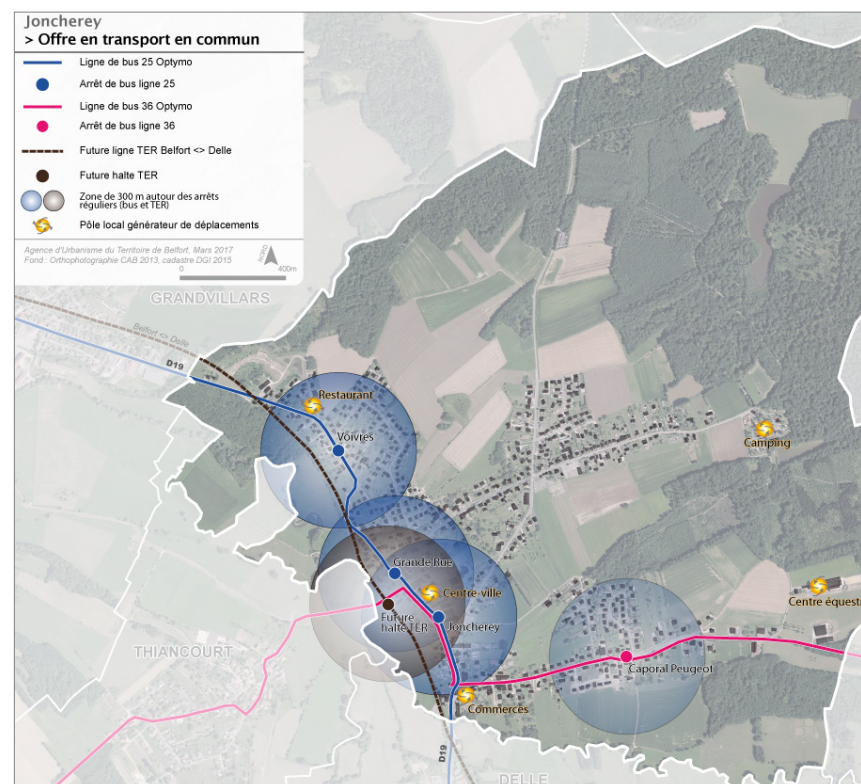 Joncherey
> Offre en transport en commun
Ligne de bus 25 Optymo
Arrêt de bus ligne 25
Ligne de bus 36 Optymo
Arrêt de bus ligne 36
Future ligne TER Belfort <> Delle
Future halte TER
Zone de 300 m autour des arrêts
réguliers (bus et TER)
Pôle local générateur de déplacements
Agence d'Urbanisme du Territoire de Belfort, Mars 2017
Fond : Orthophotographie CAB 2013, cadastre DGI 2015
NORD
0 400m
GRANDVILLARS
Belfort <> Delle
D19
Restaurant
Voivres
Camping
Grande Rue
Centre-ville
Centre équest
Future
halte TER
Joncherey
THIANCOURT
Caporal Peugeot
Commerces
D19
DELLE